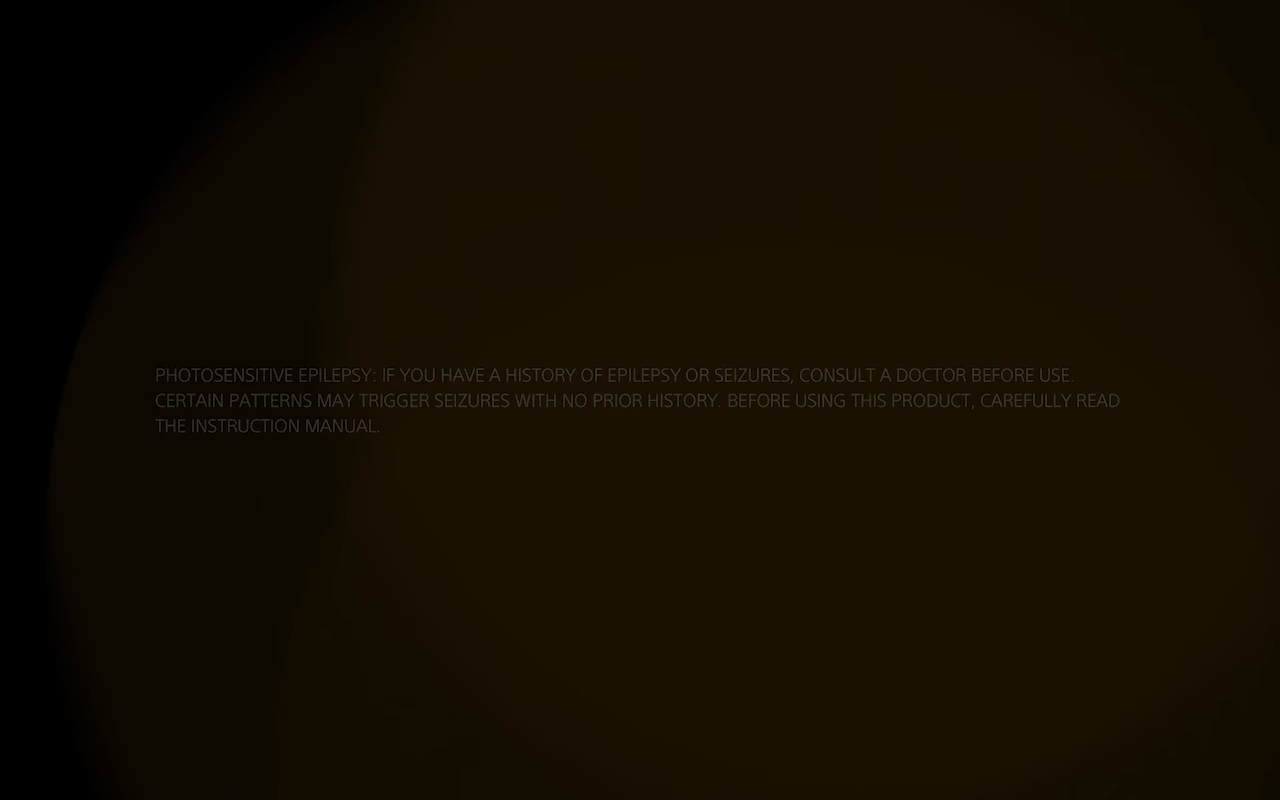 PHOTOSENSITIVE EPILEPSY: IF YOU HAVE A HISTORY OF EPILEPSY OR SEIZURES, CONSULT A DOCTOR BEFORE USE.
CERTAIN PATTERNS MAY TRIGGER SEIZURES WITH NO PRIOR HISTORY. BEFORE USING THIS PRODUCT, CAREFULLY READ
THE INSTRUCTION MANUAL.